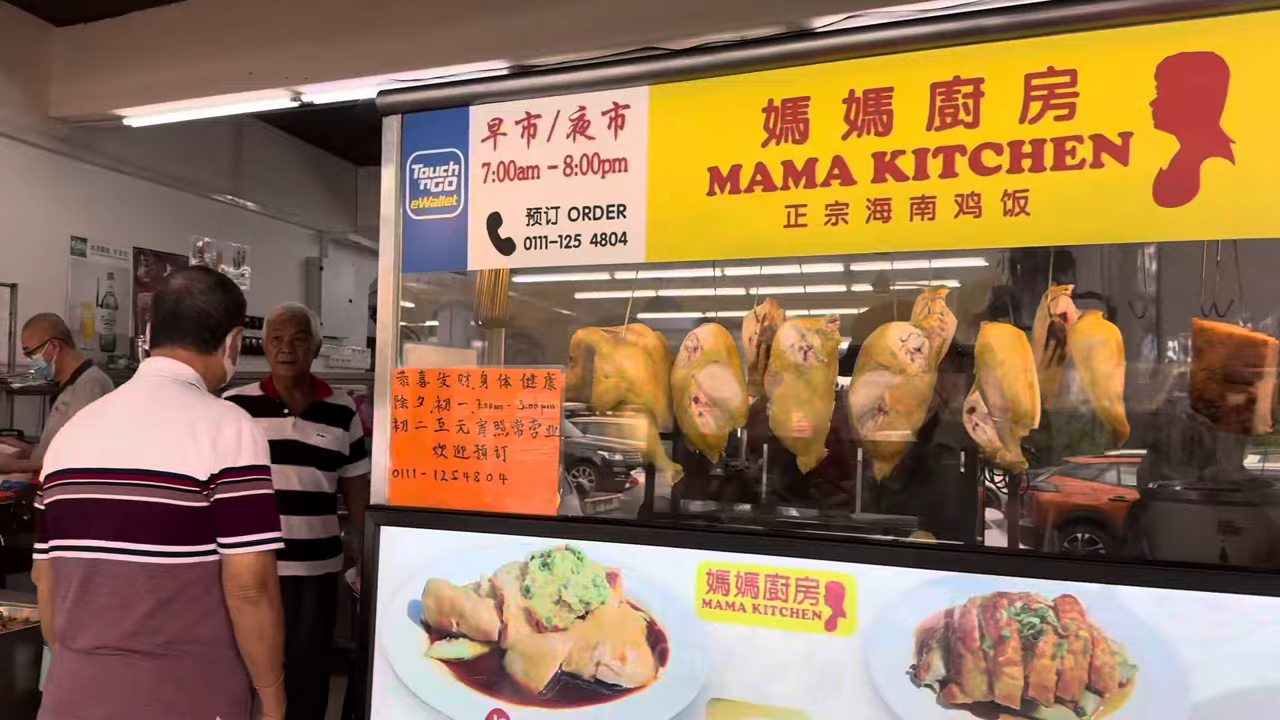 Touch
'nGO
eWallet
早市/夜市
7:00am - 8:00pm
预订 ORDER
0111-125 4804
媽媽廚房
MAMA KITCHEN
正宗海南鸡饭
恭喜发财身体健康
除夕.初一.7:00am-3:00pm
初二至元宵照常营业
欢迎预订
0111-1254804
媽媽廚房
MAMA KITCHEN